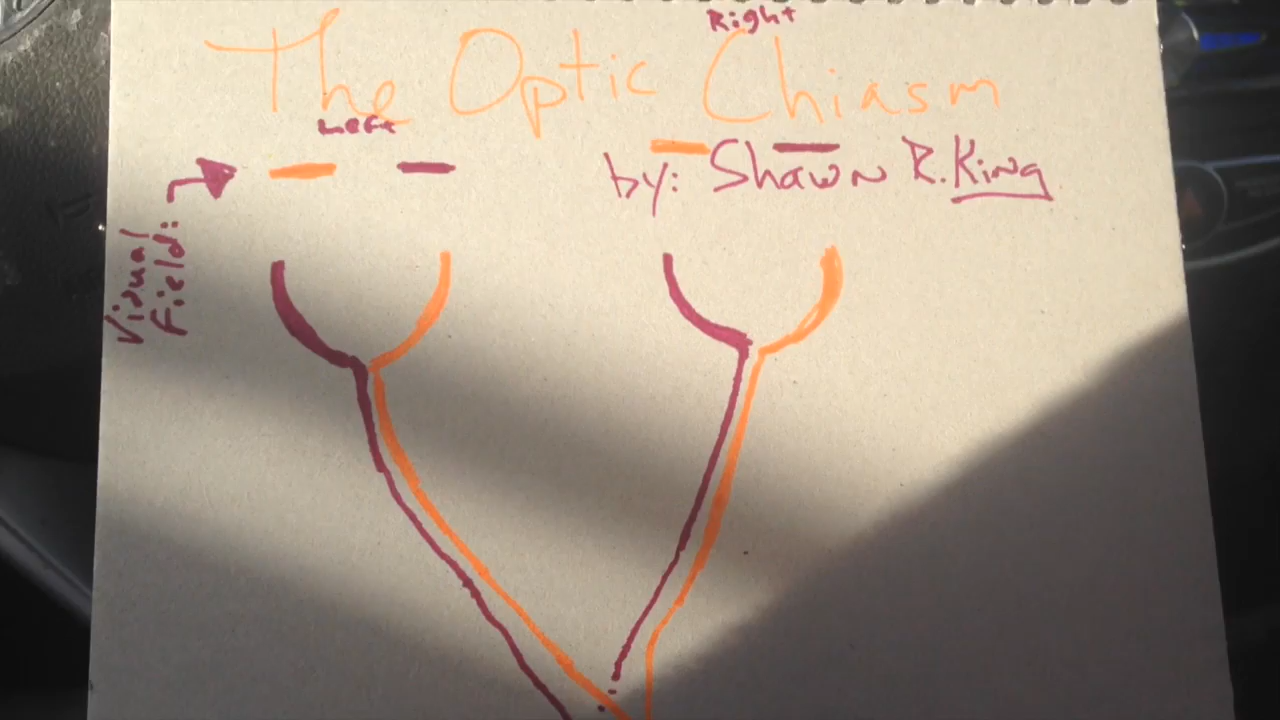 Right
The Optic Chiasm
Left
by: Shawn R. King
Visual
Field: